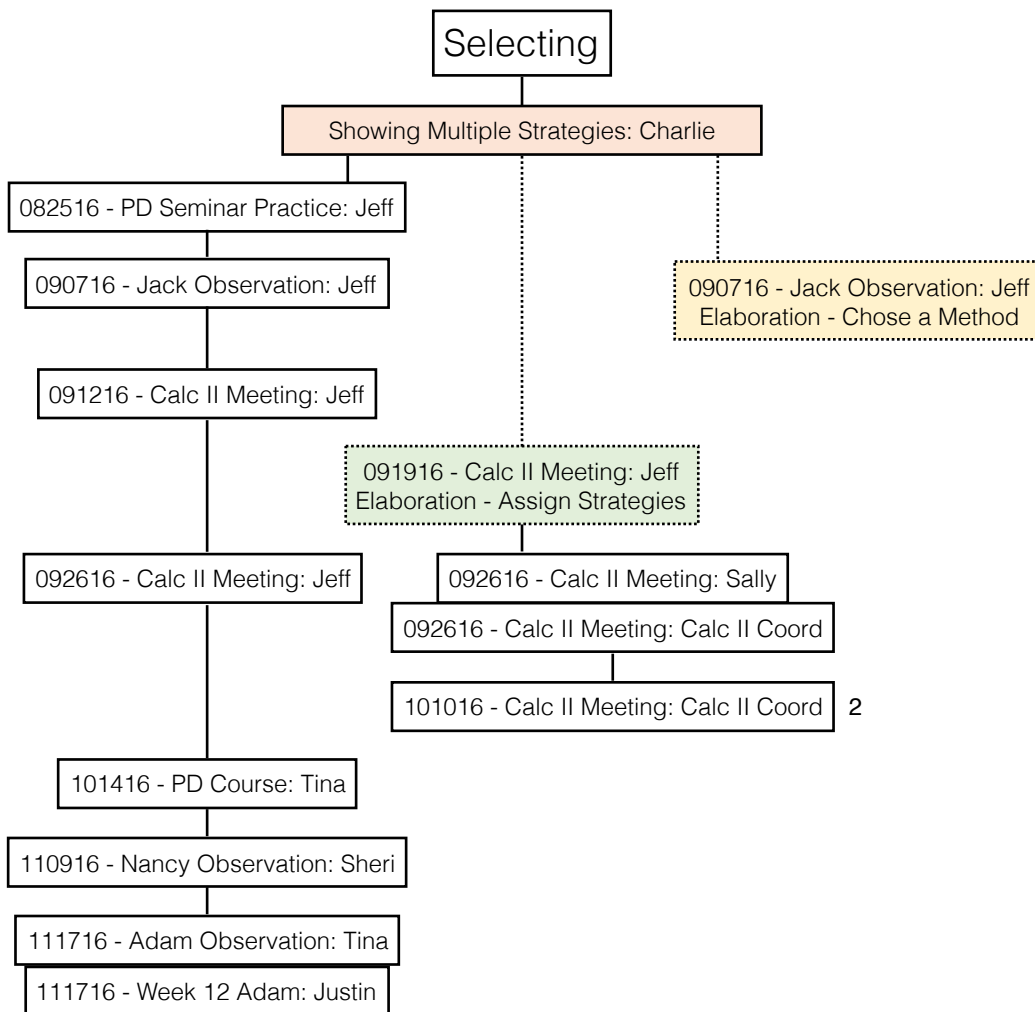 Selecting
Showing Multiple Strategies: Charlie
082516 - PD Seminar Practice: Jeff
090716 - Jack Observation: Jeff
090716 - Jack Observation: Jeff
Elaboration - Chose a Method
091216 - Calc II Meeting: Jeff
091916 - Calc II Meeting: Jeff
Elaboration - Assign Strategies
092616 - Calc II Meeting: Jeff
092616 - Calc II Meeting: Sally
092616 - Calc II Meeting: Calc II Coord
101016 - Calc II Meeting: Calc II Coord 2
101416 - PD Course: Tina
110916 - Nancy Observation: Sheri
111716 - Adam Observation: Tina
111716 - Week 12 Adam: Justin